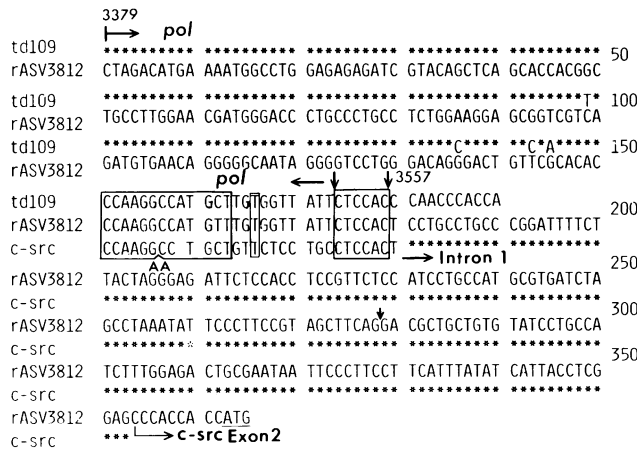 3379
pol
td109 ********** ********** ********** ********** ********** 50
rASV3812 CTAGACATGA AAATGGCCTG GAGAGAGATC GTACAGCTCA GCACCACGGC
td109 ********** ********** ********** ********** ********T* 100
rASV3812 TGCCTTGGAA CGATGGGACC CTGCCCTGCC TCTGGAAGGA GCGGTCGTCA
td109 ********** ********** ********** *****C**** **C*A***** 150
rASV3812 GATGTGAACA GGGGGCAATA GGGGTCCTGG GACAGGGACT GTTCGCACAC
pol 3557
td109 CCAAGGCCAT GCTTGTGGTT ATTCTCCACC CAACCCACCA
rASV3812 CCAAGGCCAT GCTTGTGGTT ATTCTCCACT CCTGCCTGCC CGGATTTTCT 200
c-src CCAAGGCC T GCTGTTCTCC TGCCTCCACT Intron 1
AA
rASV3812 TACTAGGGAG ATTCTCCACC TCCGTTCTCC ATCCTGCCAT GCGTGATCTA 250
c-src ********** ********** ********** ********** **********
rASV3812 GCCTAAATAT TCCCTTCCGT AGCTTCAGGA CGCTGCTGTG TATCCTGCCA 300
c-src ********** ********** ********** ********** **********
rASV3812 TCTTTGGAGA CTGCGAATAA TTCCCTTCCT TCATTTATAT CATTACCTCG 350
c-src ********** ********** ********** ********** **********
rASV3812 GAGCCCACCA CCATG
c-src *** c-src Exon2